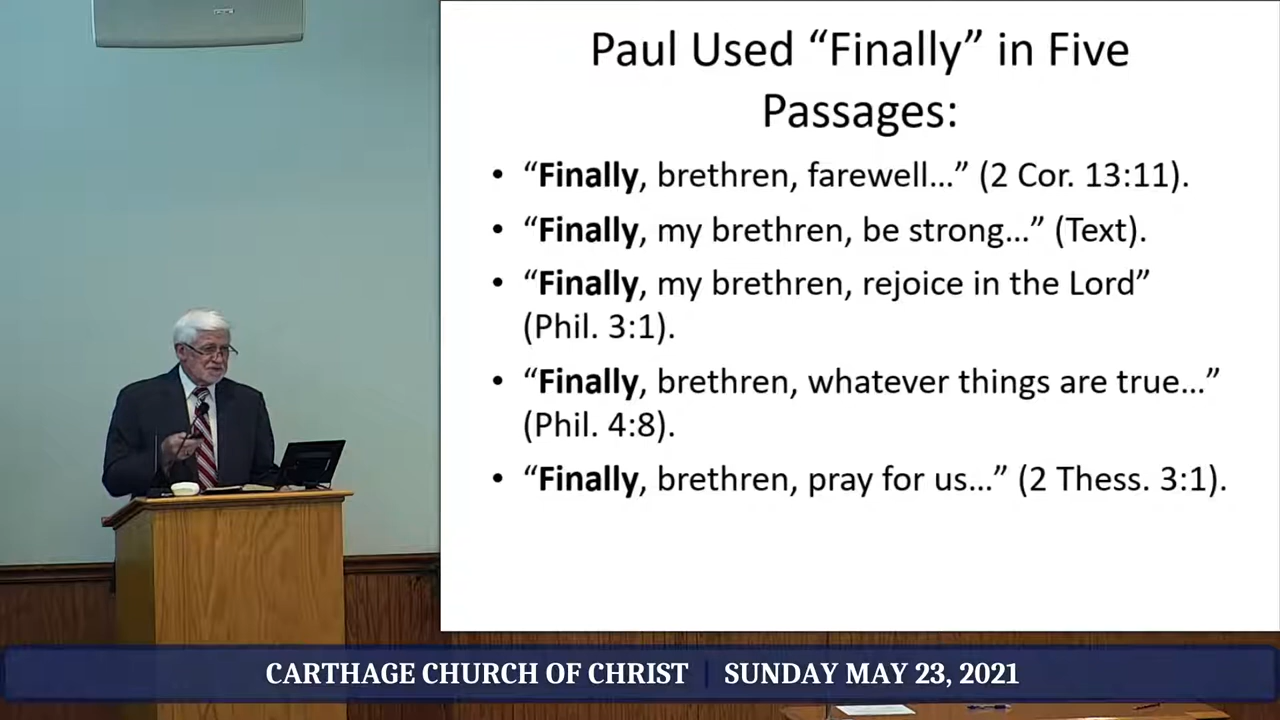 Paul Used “Finally” in Five
Passages:
• “Finally, brethren, farewell…” (2 Cor. 13:11).
• “Finally, my brethren, be strong…” (Text).
• “Finally, my brethren, rejoice in the Lord”
(Phil. 3:1).
• “Finally, brethren, whatever things are true…”
(Phil. 4:8).
• “Finally, brethren, pray for us…” (2 Thess. 3:1).
CARTHAGE CHURCH OF CHRIST | SUNDAY MAY 23, 2021